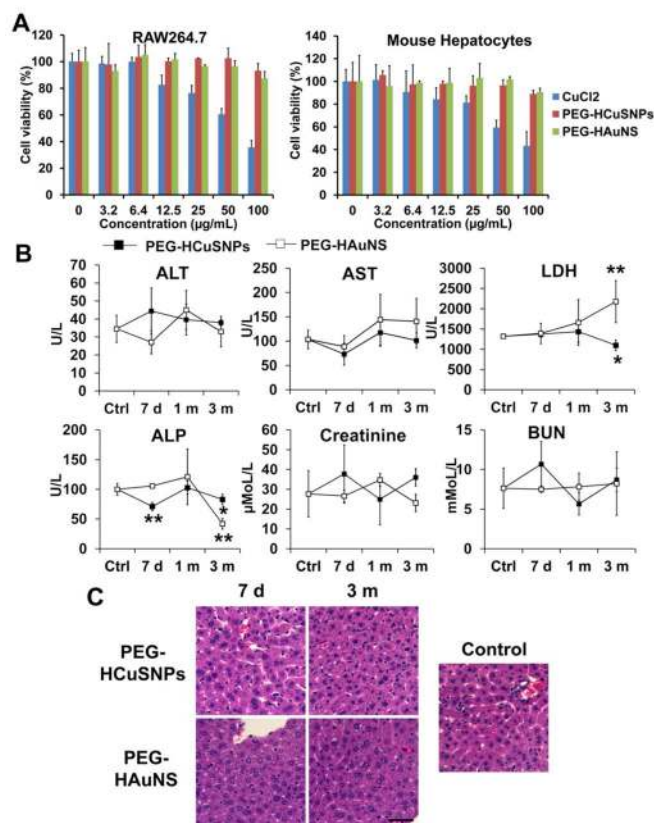 A
RAW264.7
Mouse Hepatocytes
Cell viability (%)
120
100
80
60
40
20
0
0 3.2 6.4 12.5 25 50 100
Concentration (µg/mL)
Cell viability (%)
140
120
100
80
60
40
20
0
0 3.2 6.4 12.5 25 50 100
Concentration (µg/mL)
CuCl2
PEG-HCuSNPs
PEG-HAuNS
B
PEG-HCuSNPs
PEG-HAuNS
ALT
U/L
60
50
40
30
20
10
0
Ctrl 7 d 1 m 3 m
AST
U/L
250
200
150
100
50
0
Ctrl 7 d 1 m 3 m
LDH
U/L
3000
2500
2000
1500
1000
500
0
**
*
Ctrl 7 d 1 m 3 m
ALP
U/L
200
150
100
50
0
**
*
**
Ctrl 7 d 1 m 3 m
Creatinine
µMoL/L
60
50
40
30
20
10
0
Ctrl 7 d 1 m 3 m
BUN
mMoL/L
15
10
5
0
Ctrl 7 d 1 m 3 m
C
7 d
3 m
PEG-
HCuSNPs
Control
PEG-
HAuNS